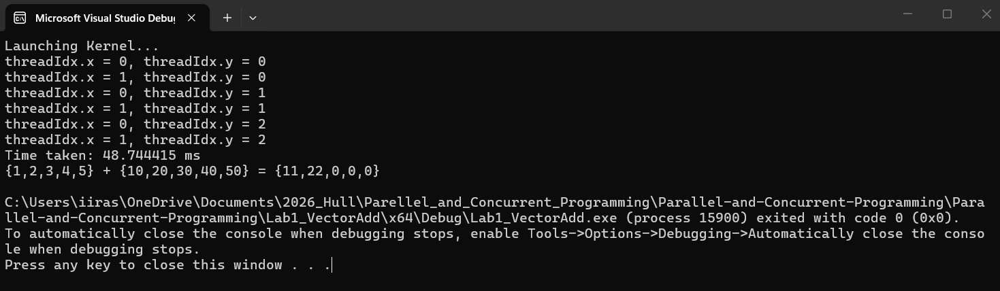 Microsoft Visual Studio Debu
Launching Kernel...
threadIdx.x = 0, threadIdx.y = 0
threadIdx.x = 1, threadIdx.y = 0
threadIdx.x = 0, threadIdx.y = 1
threadIdx.x = 1, threadIdx.y = 1
threadIdx.x = 0, threadIdx.y = 2
threadIdx.x = 1, threadIdx.y = 2
Time taken: 48.744415 ms
{1,2,3,4,5} + {10,20,30,40,50} = {11,22,0,0,0}
C:\Users\iiras\OneDrive\Documents\2026_Hull\Parellel_and_Concurrent_Programming\Parallel-and-Concurrent-Programming\Para
llel-and-Concurrent-Programming\Lab1_VectorAdd\x64\Debug\Lab1_VectorAdd.exe (process 15900) exited with code 0 (0x0).
To automatically close the console when debugging stops, enable Tools->Options->Debugging->Automatically close the conso
le when debugging stops.
Press any key to close this window . . .